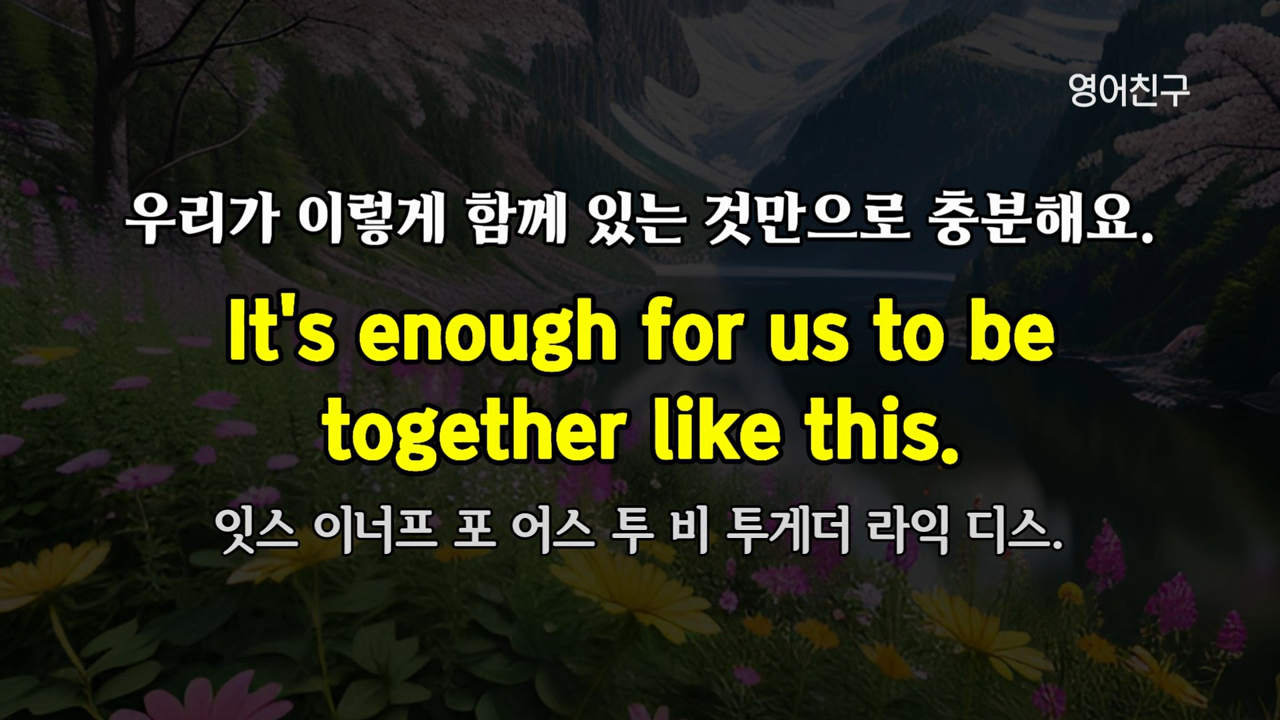 영어친구
우리가 이렇게 함께 있는 것만으로 충분해요.
It's enough for us to be
together like this.
잇스 이너프 포 어스 투 비 투게더 라익 디스.